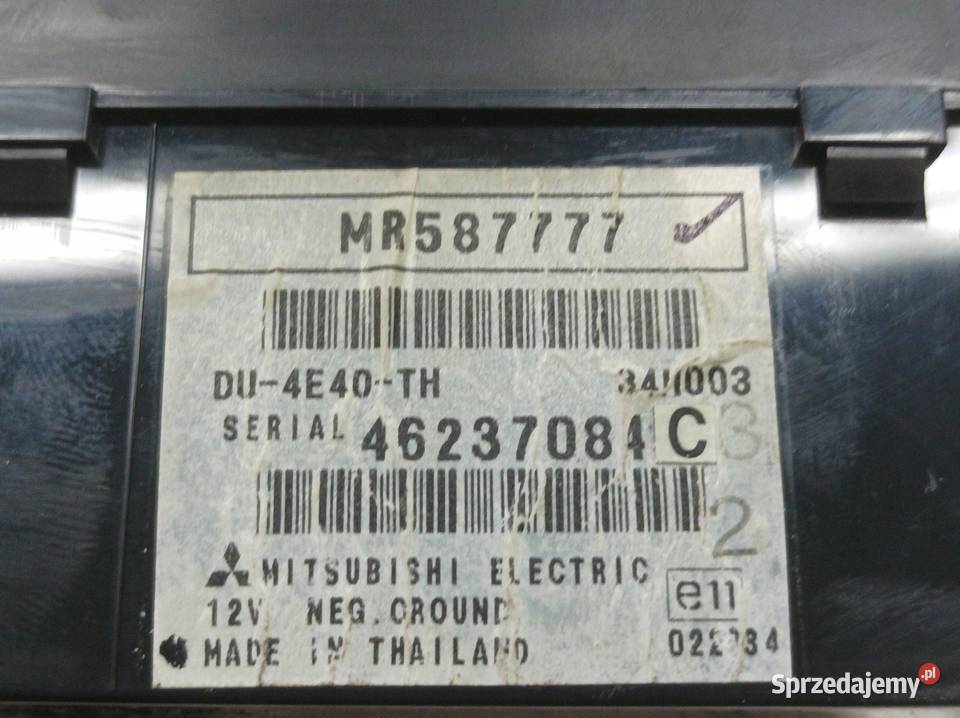 MR587777
DU-4E40-TH
SERIAL 46237084 C 3
2
MITSUBISHI ELECTRIC
12V NEG.GROUND e11
MADE IN THAILAND
Sprzedajemy.pl